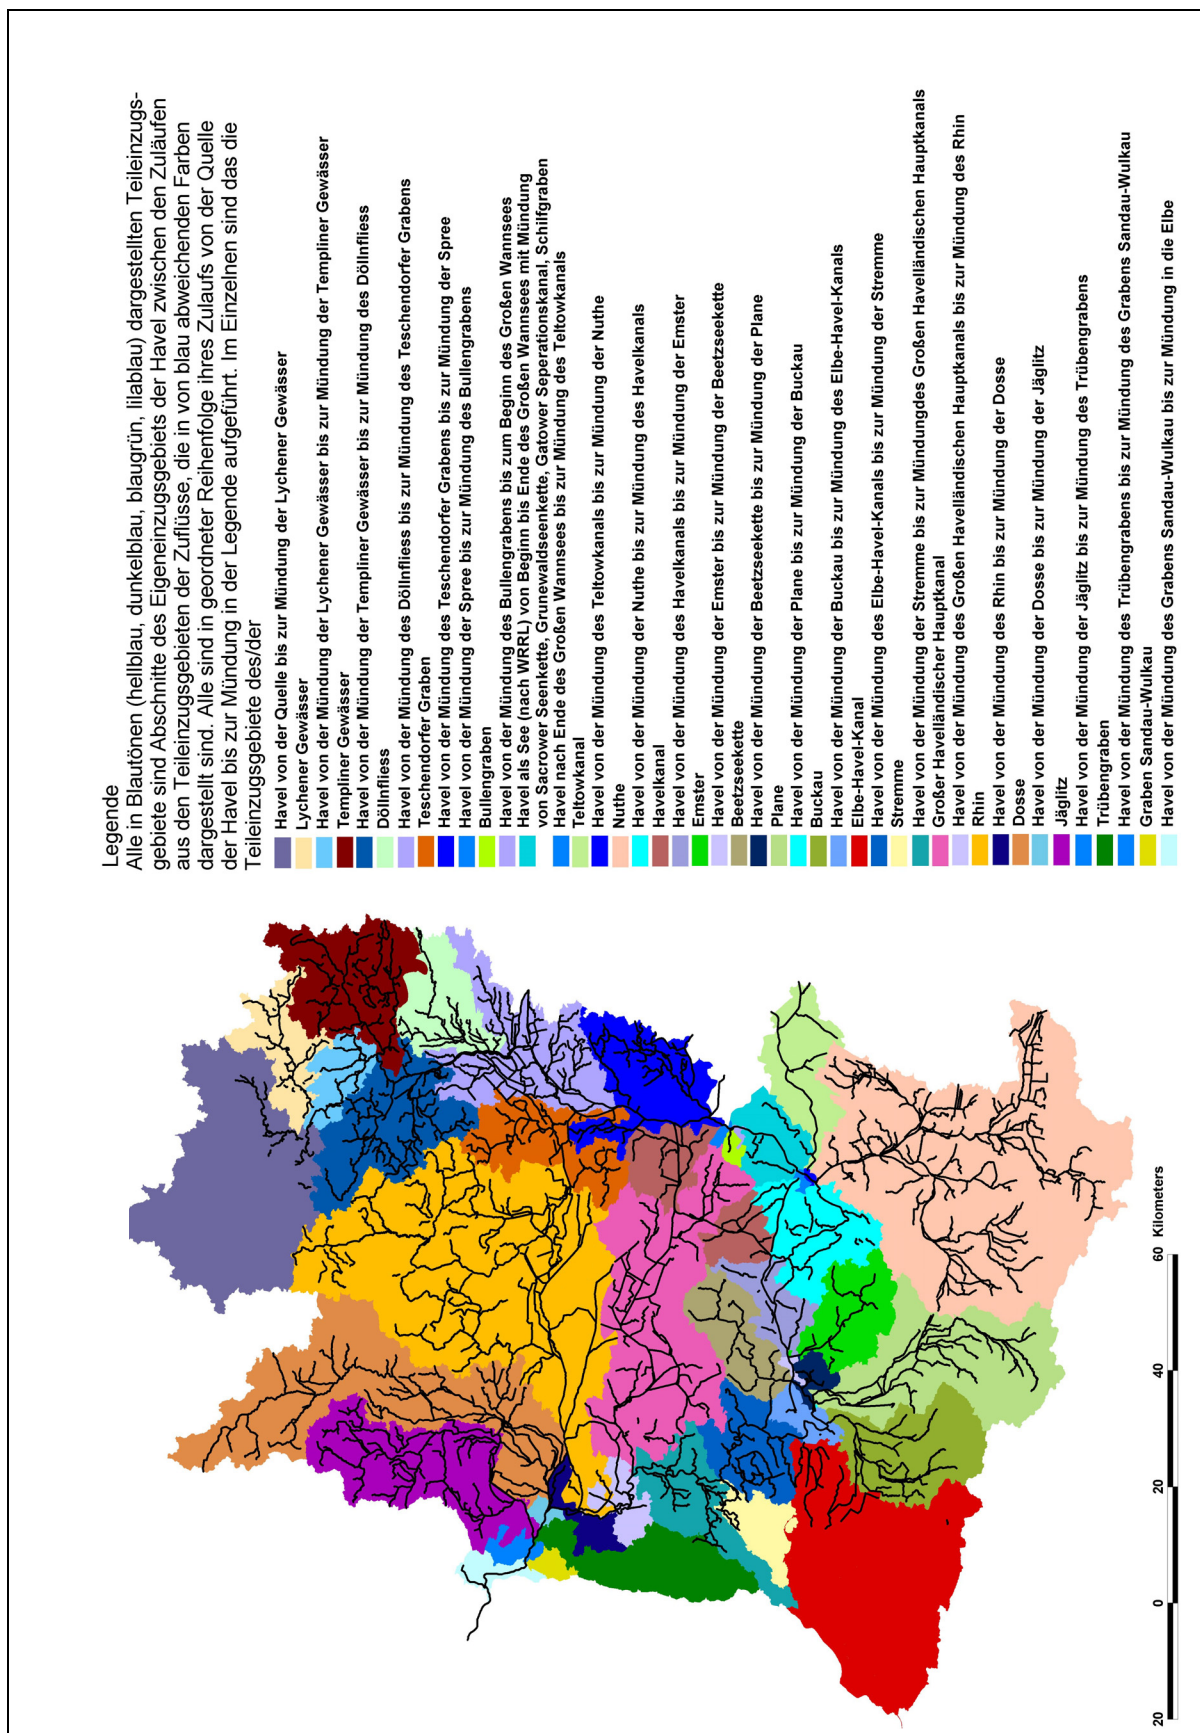 Legende
Alle in Blautönen (hellblau, dunkelblau, blaugrün, lilablau) dargestellten Teileinzugs-
gebiete sind Abschnitte des Eigeneinzugsgebiets der Havel zwischen den Zuläufen
aus den Teileinzugsgebieten der Zuflüsse, die in von blau abweichenden Farben
dargestellt sind. Alle sind in geordneter Reihenfolge ihres Zulaufs von der Quelle
der Havel bis zur Mündung in der Legende aufgeführt. Im Einzelnen sind das die
Teileinzugsgebiete des/der
Havel von der Quelle bis zur Mündung der Lychener Gewässer
Lychener Gewässer
Havel von der Mündung der Lychener Gewässer bis zur Mündung der Templiner Gewässer
Templiner Gewässer
Havel von der Mündung der Templiner Gewässer bis zur Mündung des Döllnfliess
Döllnfliess
Havel von der Mündung des Döllnfliess bis zur Mündung des Teschendorfer Grabens
Teschendorfer Graben
Havel von der Mündung des Teschendorfer Grabens bis zur Mündung der Spree
Havel von der Mündung der Spree bis zur Mündung des Bullengrabens
Bullengraben
Havel von der Mündung des Bullengrabens bis zum Beginn des Großen Wannsees
Havel als See (nach WRRL) von Beginn bis Ende des Großen Wannsees mit Mündung
von Sacrower Seenkette, Grunewaldseenkette, Gatower Seperationskanal, Schilfgraben
Havel nach Ende des Großen Wannsees bis zur Mündung des Teltowkanals
Teltowkanal
Havel von der Mündung des Teltowkanals bis zur Mündung der Nuthe
Nuthe
Havel von der Mündung der Nuthe bis zur Mündung des Havelkanals
Havelkanal
Havel von der Mündung des Havelkanals bis zur Mündung der Emster
Emster
Havel von der Mündung der Emster bis zur Mündung der Beetzseekette
Beetzseekette
Havel von der Mündung der Beetzseekette bis zur Mündung der Plane
Plane
Havel von der Mündung der Plane bis zur Mündung der Buckau
Buckau
Havel von der Mündung der Buckau bis zur Mündung des Elbe-Havel-Kanals
Elbe-Havel-Kanal
Havel von der Mündung des Elbe-Havel-Kanals bis zur Mündung der Stremme
Stremme
Havel von der Mündung der Stremme bis zur Mündungdes Großen Havelländischen Hauptkanals
Großer Havelländischer Hauptkanal
Havel von der Mündung des Großen Havelländischen Hauptkanals bis zur Mündung des Rhin
Rhin
Havel von der Mündung des Rhin bis zur Mündung der Dosse
Dosse
Havel von der Mündung der Dosse bis zur Mündung der Jäglitz
Jäglitz
Havel von der Mündung der Jäglitz bis zur Mündung des Trübengrabens
Trübengraben
Havel von der Mündung des Trübengrabens bis zur Mündung des Grabens Sandau-Wulkau
Graben Sandau-Wulkau
Havel von der Mündung des Grabens Sandau-Wulkau bis zur Mündung in die Elbe
20 0 20 40 60 Kilometers